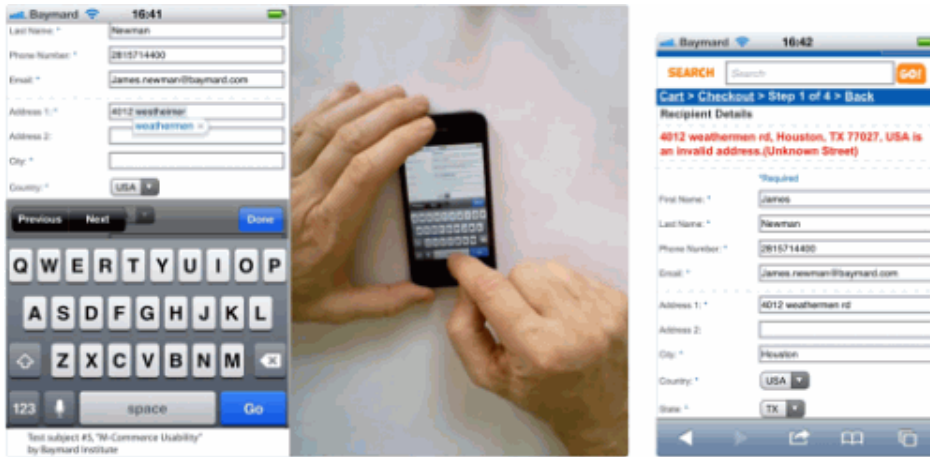 Baymard 16:41
Last Name: * Newman
Phone Number: * 2815714400
Email: * James.newman@baymard.com
Address 1: * 4012 westheimer
weathermen ×
Address 2:
City: *
Country: * USA
Previous Next Done
Q W E R T Y U I O P
A S D F G H J K L
Z X C V B N M
123 space Go
Test subject #5, "M-Commerce Usability"
by Baymard Institute
Baymard 16:42
SEARCH Search GO!
Cart > Checkout > Step 1 of 4 > Back
Recipient Details
4012 weathermen rd, Houston, TX 77027, USA is
an invalid address.(Unknown Street)
*Required
First Name: * James
Last Name: * Newman
Phone Number: * 2815714400
Email: * James.newman@baymard.com
Address 1: * 4012 weathermen rd
Address 2:
City: * Houston
Country: * USA
State: * TX